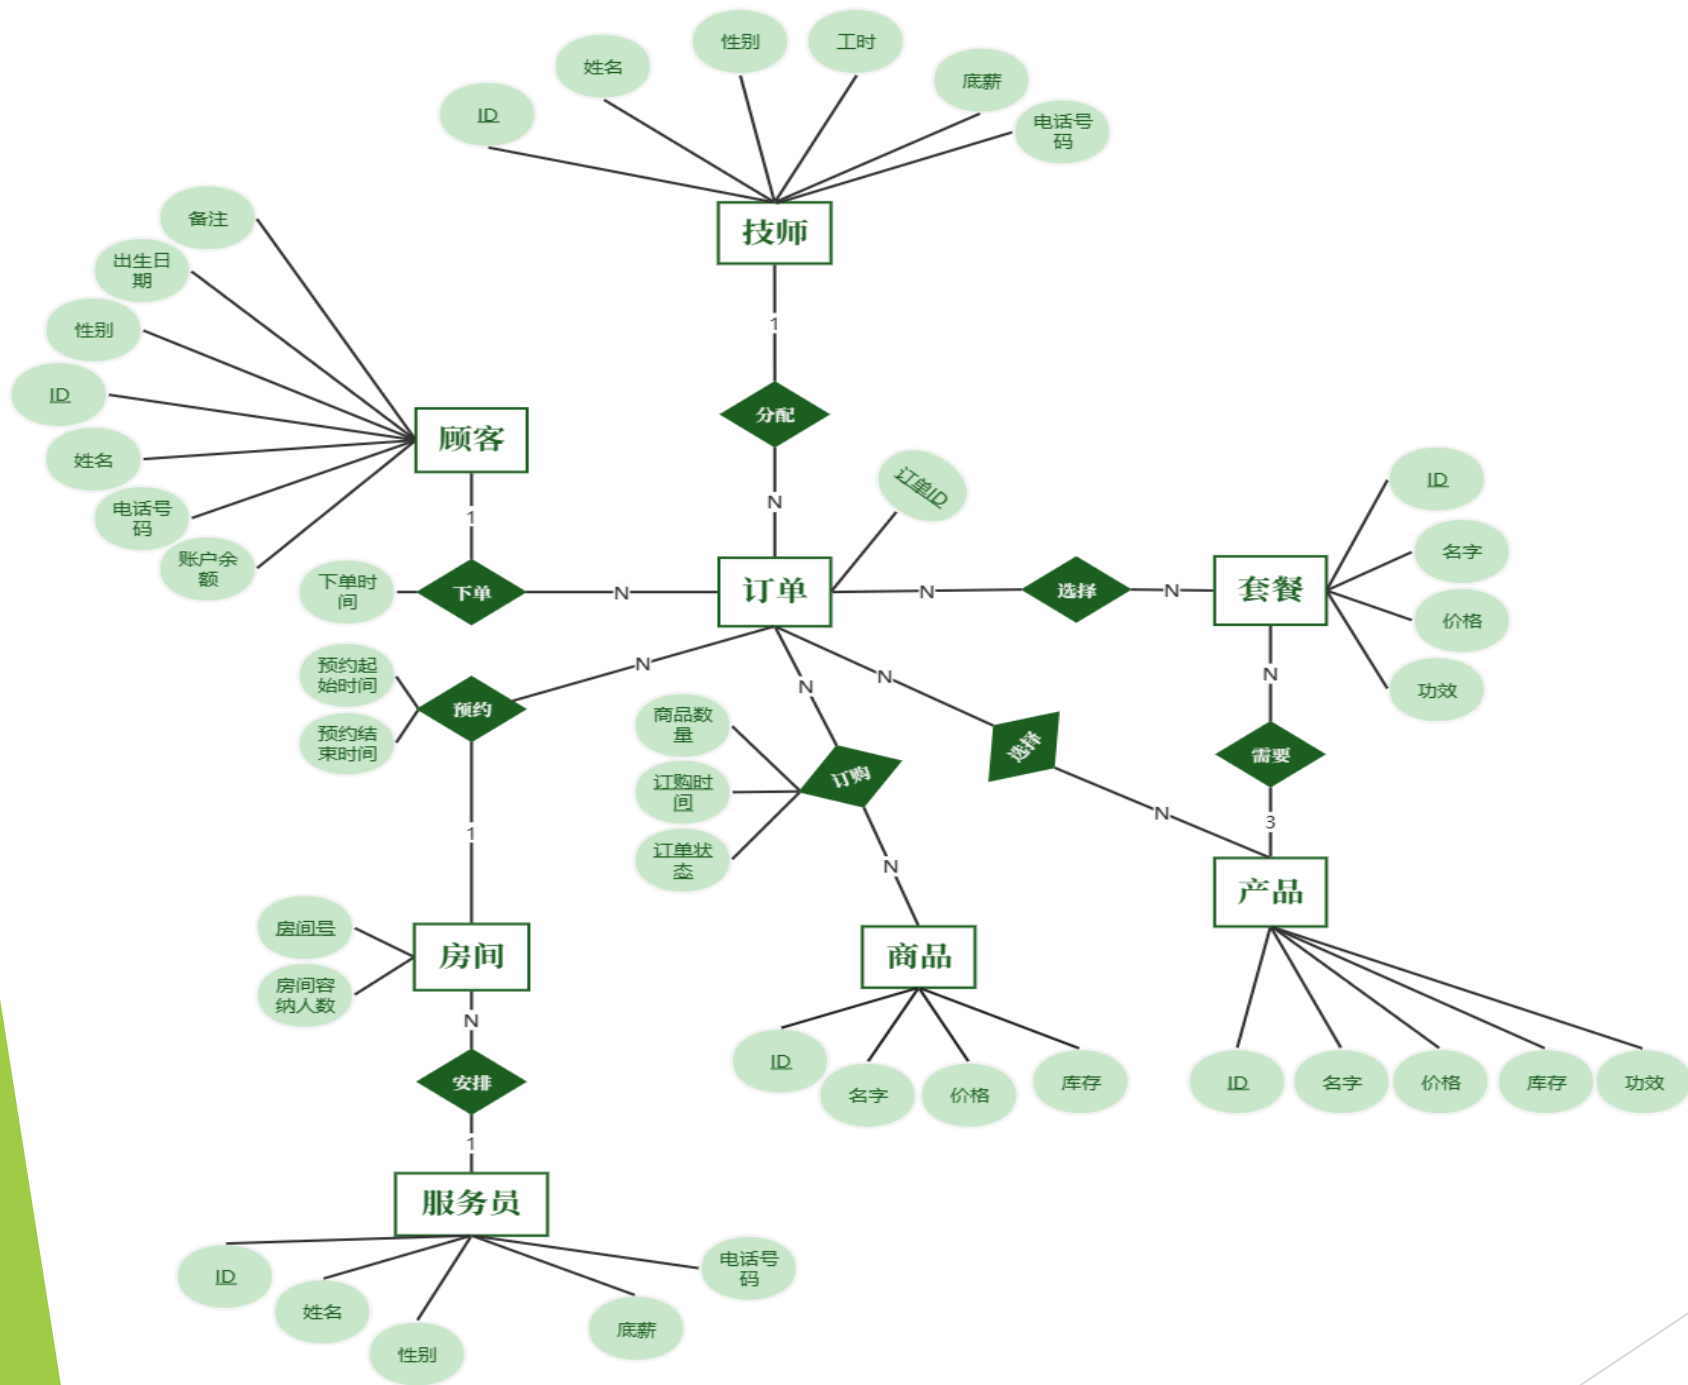 性别
工时
姓名
底薪
ID
电话号
码
技师
1
分配
N
备注
出生日
期
性别
ID
姓名
电话号
码
账户余
额
顾客
1
下单时
间
下单
N
订单
订单ID
N
选择
N
套餐
ID
名字
价格
功效
N
需要
3
预约起
始时间
预约结
束时间
预约
N
1
商品数
量
订购时
间
订单状
态
N
订购
N
N
选择
N
产品
ID
名字
价格
库存
功效
房间号
房间容
纳人数
房间
N
安排
1
商品
ID
名字
价格
库存
服务员
ID
姓名
性别
底薪
电话号
码